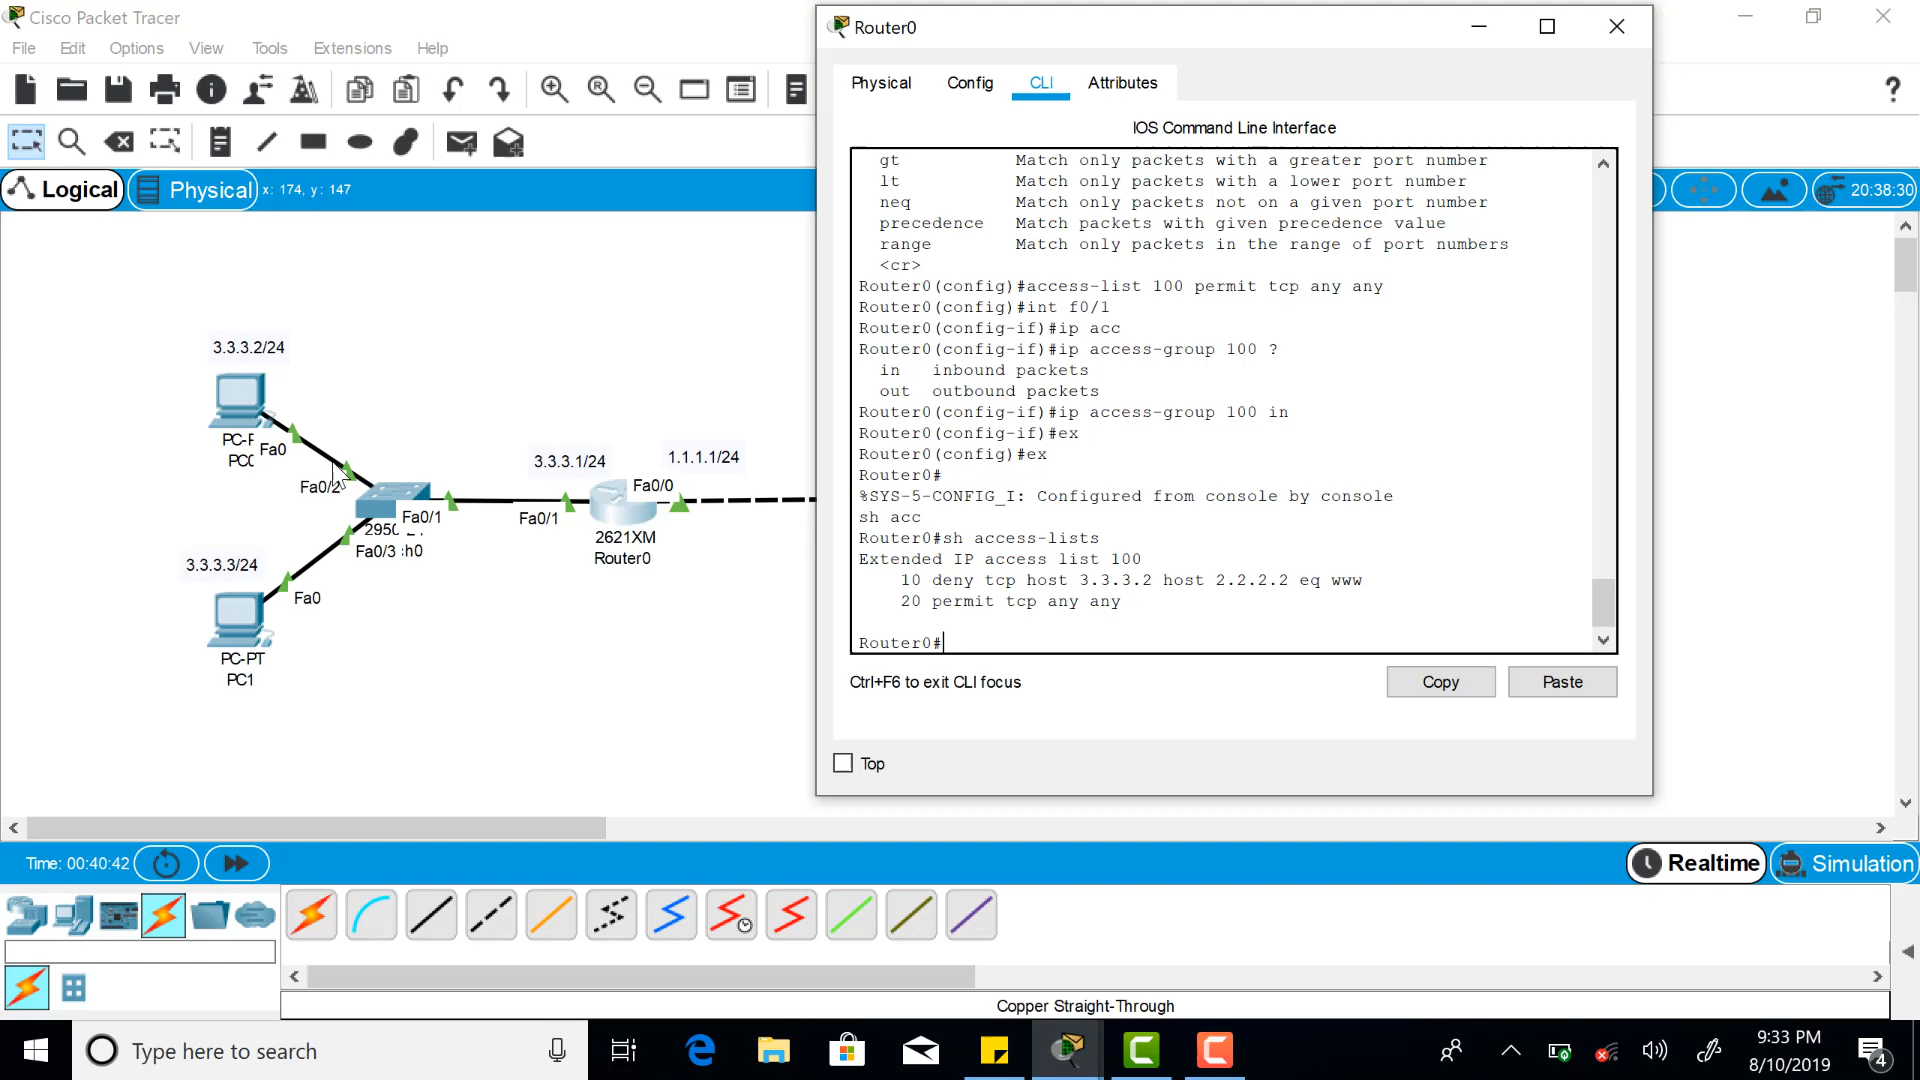 Cisco Packet Tracer
File Edit Options View Tools Extensions Help
Logical
Physical
x: 174, y: 147
20:38:30
Router0
Physical Config CLI Attributes
IOS Command Line Interface
gt Match only packets with a greater port number
lt Match only packets with a lower port number
neq Match only packets not on a given port number
precedence Match packets with given precedence value
range Match only packets in the range of port numbers
<cr>
Router0(config)#access-list 100 permit tcp any any
Router0(config)#int f0/1
Router0(config-if)#ip acc
Router0(config-if)#ip access-group 100 ?
in inbound packets
out outbound packets
Router0(config-if)#ip access-group 100 in
Router0(config-if)#ex
Router0(config)#ex
Router0#
%SYS-5-CONFIG_I: Configured from console by console
sh acc
Router0#sh access-lists
Extended IP access list 100
10 deny tcp host 3.3.3.2 host 2.2.2.2 eq www
20 permit tcp any any
Router0#
Ctrl+F6 to exit CLI focus
Copy
Paste
Top
3.3.3.2/24
Fa0
Fa0/2
3.3.3.1/24
1.1.1.1/24
Fa0/0
Fa0/1
Fa0/1
2621XM
Router0
Fa0/3
3.3.3.3/24
Fa0
PC-PT
PC1
Time: 00:40:42
Realtime
Simulation
Copper Straight-Through
Type here to search
9:33 PM
8/10/2019
4